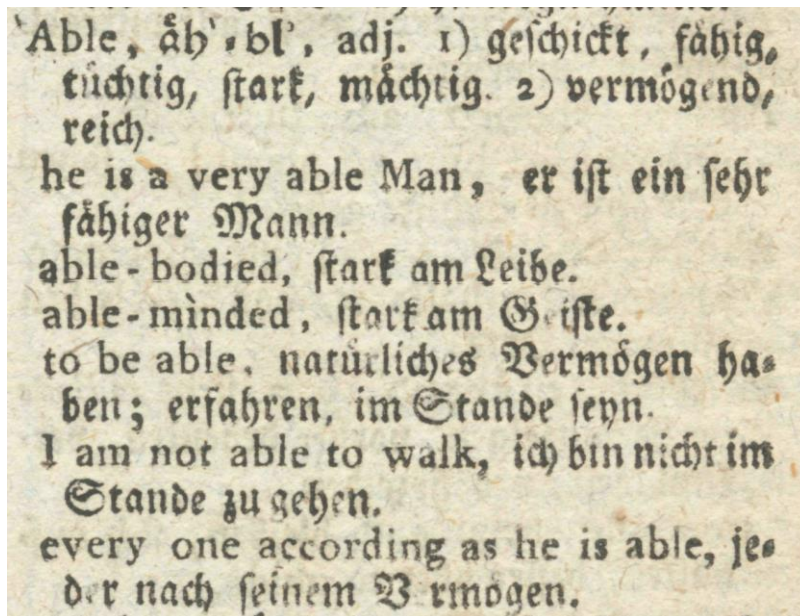 'Able, åb'⸗bl', adj. 1) geſchickt, fähig,
tüchtig, ſtark, mächtig. 2) vermögend,
reich.
he is a very able Man, er iſt ein ſehr
fähiger Mann.
able-bodied, ſtark am Leibe.
able-mìnded, ſtark am Geiſte.
to be able, natürliches Vermögen ha⸗
ben; erfahren, im Stande ſeyn.
I am not able to walk, ich bin nicht im
Stande zu gehen.
every one according as he is able, je⸗
der nach ſeinem Vermögen.